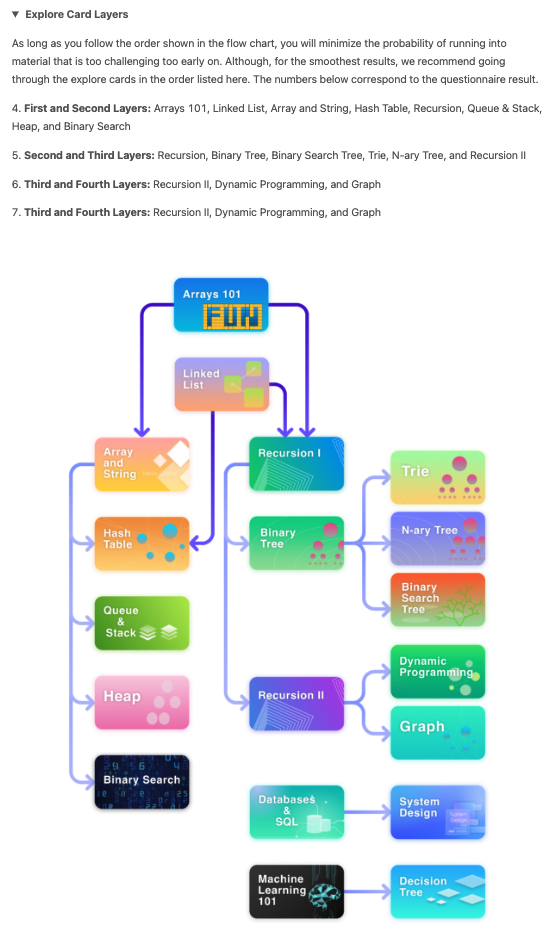 ▼ Explore Card Layers
As long as you follow the order shown in the flow chart, you will minimize the probability of running into
material that is too challenging too early on. Although, for the smoothest results, we recommend going
through the explore cards in the order listed here. The numbers below correspond to the questionnaire result.
4. First and Second Layers: Arrays 101, Linked List, Array and String, Hash Table, Recursion, Queue & Stack,
Heap, and Binary Search
5. Second and Third Layers: Recursion, Binary Tree, Binary Search Tree, Trie, N-ary Tree, and Recursion II
6. Third and Fourth Layers: Recursion II, Dynamic Programming, and Graph
7. Third and Fourth Layers: Recursion II, Dynamic Programming, and Graph
Arrays 101
FUN
Linked
List
Array
and
String
Recursion I
Trie
Hash
Table
Binary
Tree
N-ary Tree
Binary
Search
Tree
Queue
&
Stack
Dynamic
Programming
Heap
Recursion II
Graph
Binary Search
Databases
&
SQL
System
Design
Machine
Learning
101
Decision
Tree